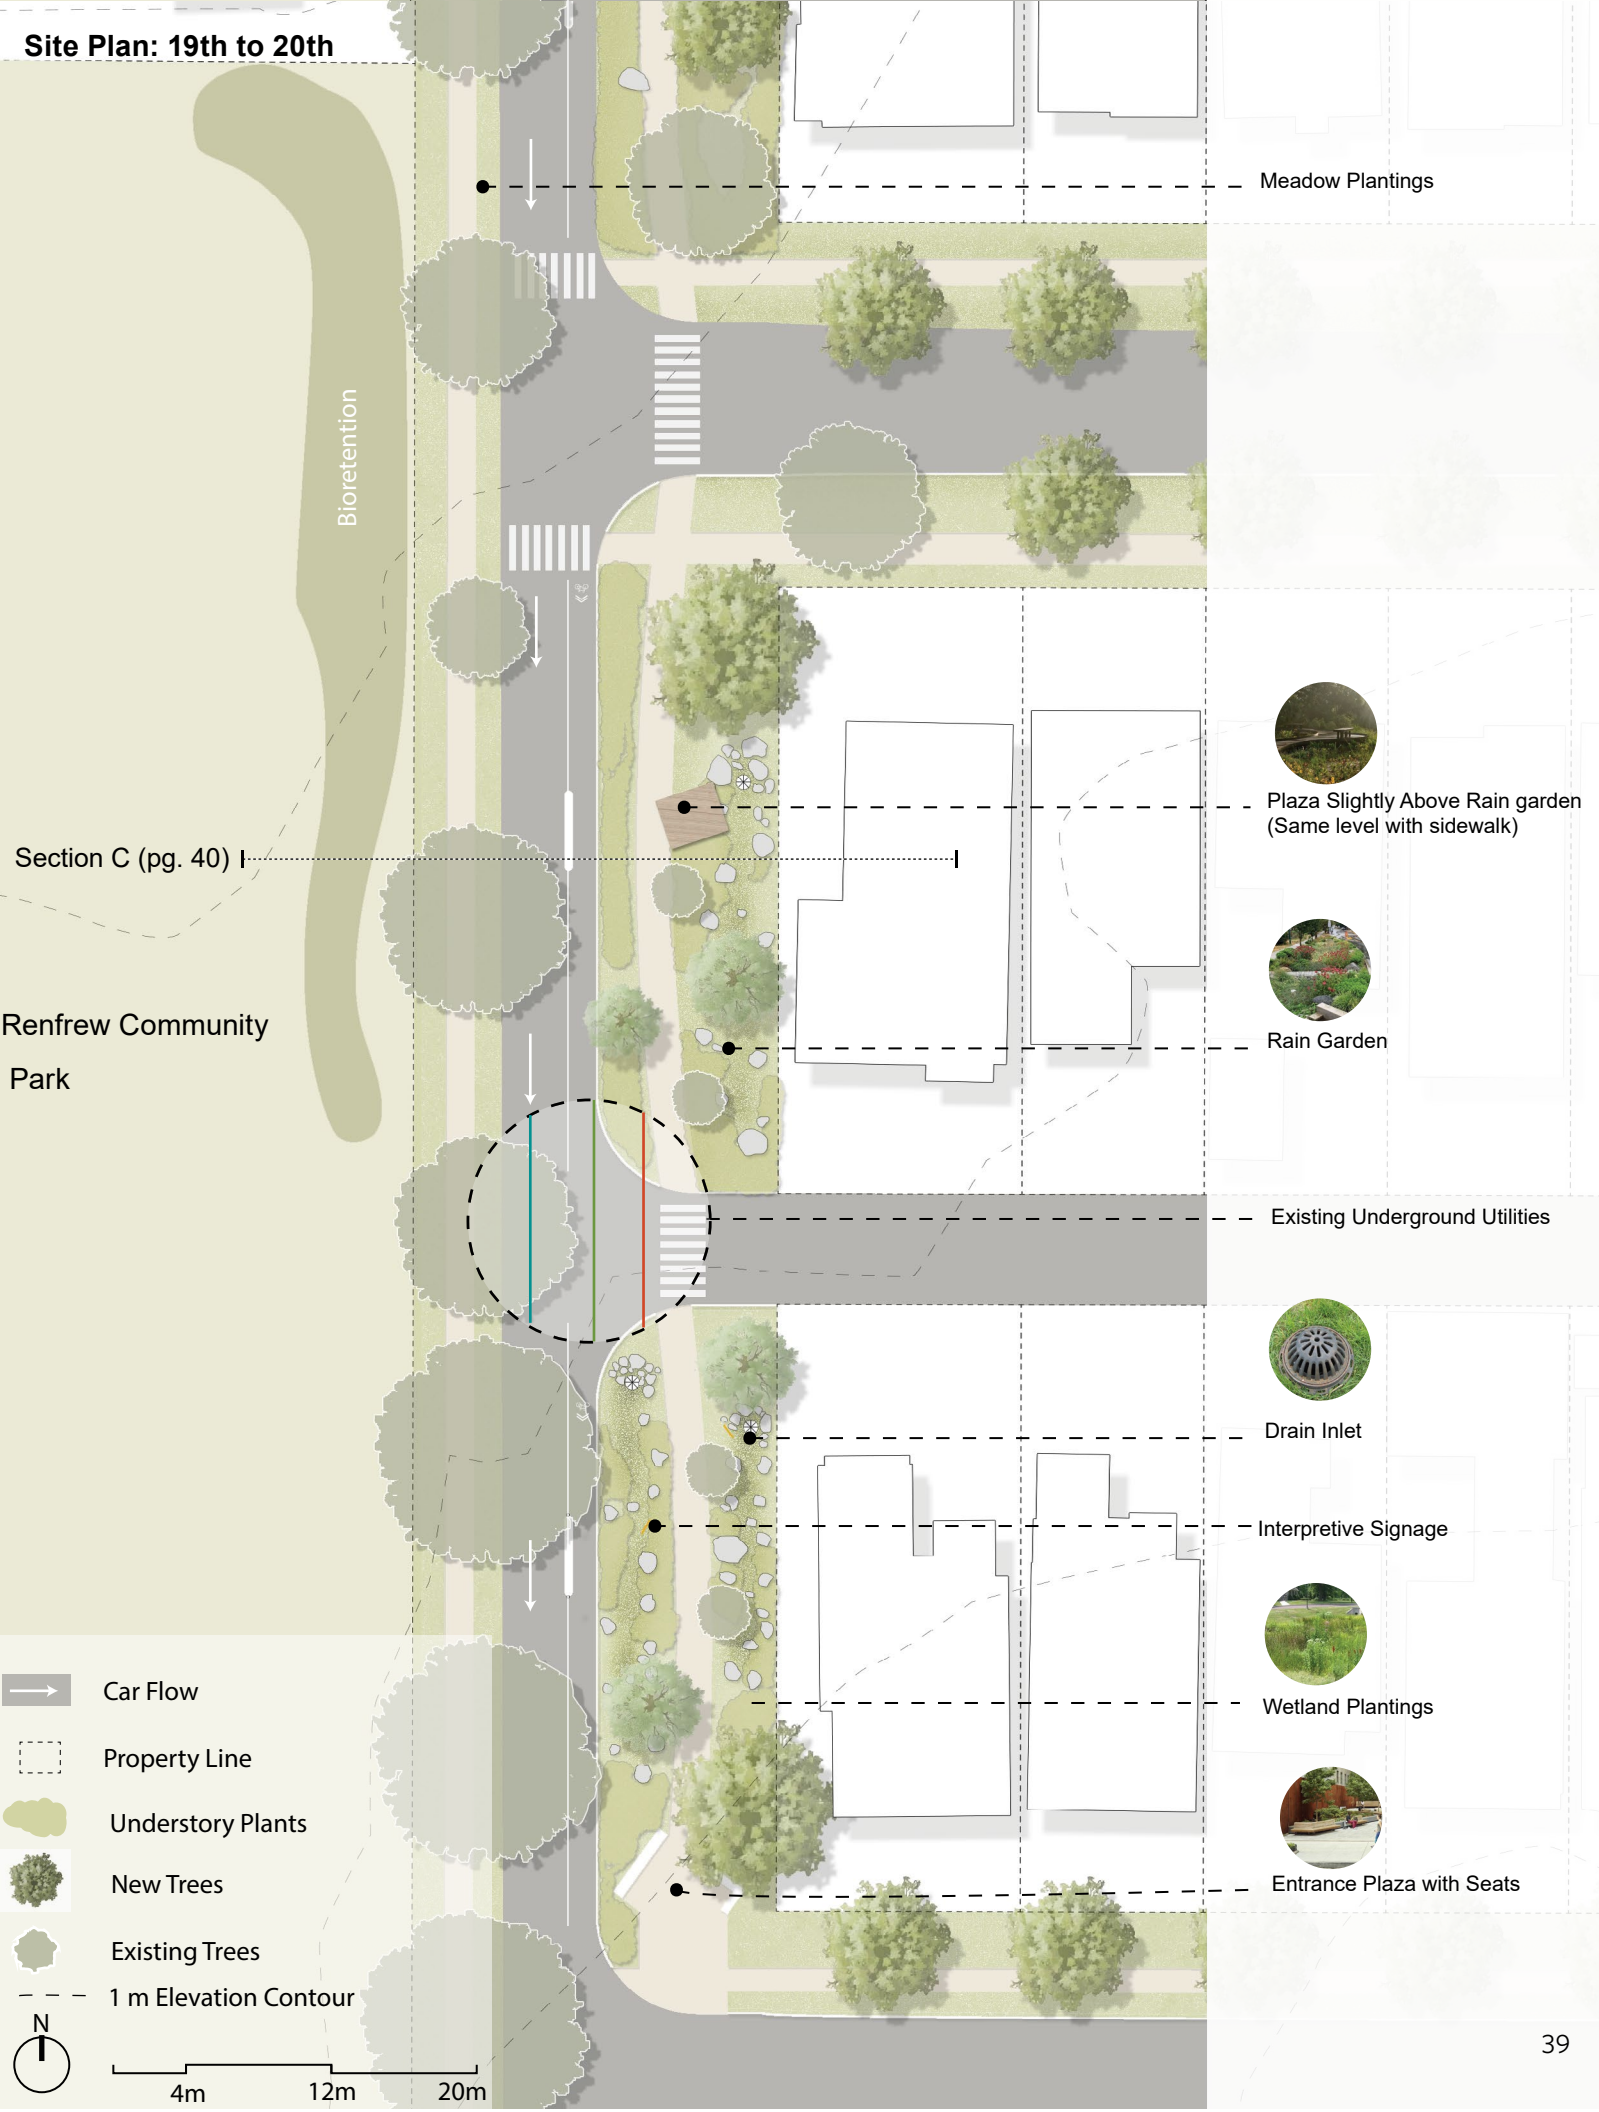 Site Plan: 19th to 20th
Meadow Plantings
Bioretention
Plaza Slightly Above Rain garden
(Same level with sidewalk)
Section C (pg. 40)
Renfrew Community
Park
Rain Garden
Existing Underground Utilities
Drain Inlet
Interpretive Signage
Wetland Plantings
Entrance Plaza with Seats
Car Flow
Property Line
Understory Plants
New Trees
Existing Trees
1 m Elevation Contour
N
4m 12m 20m
39